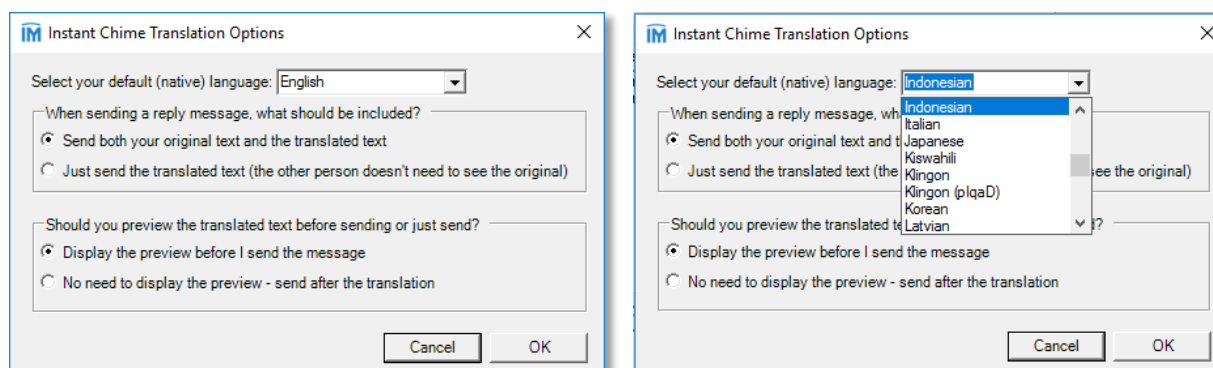 IM Instant Chime Translation Options
Select your default (native) language: English
When sending a reply message, what should be included?
Send both your original text and the translated text
Just send the translated text (the other person doesn't need to see the original)
Should you preview the translated text before sending or just send?
Display the preview before I send the message
No need to display the preview - send after the translation
Cancel OK
IM Instant Chime Translation Options
Select your default (native) language: Indonesian
Indonesian
Italian
Japanese
Kiswahili
Klingon
Klingon (pIqaD)
Korean
Latvian
When sending a reply message, wh
Send both your original text and t
Just send the translated text (the see the original)
Should you preview the translated te d?
Display the preview before I send the message
No need to display the preview - send after the translation
Cancel OK